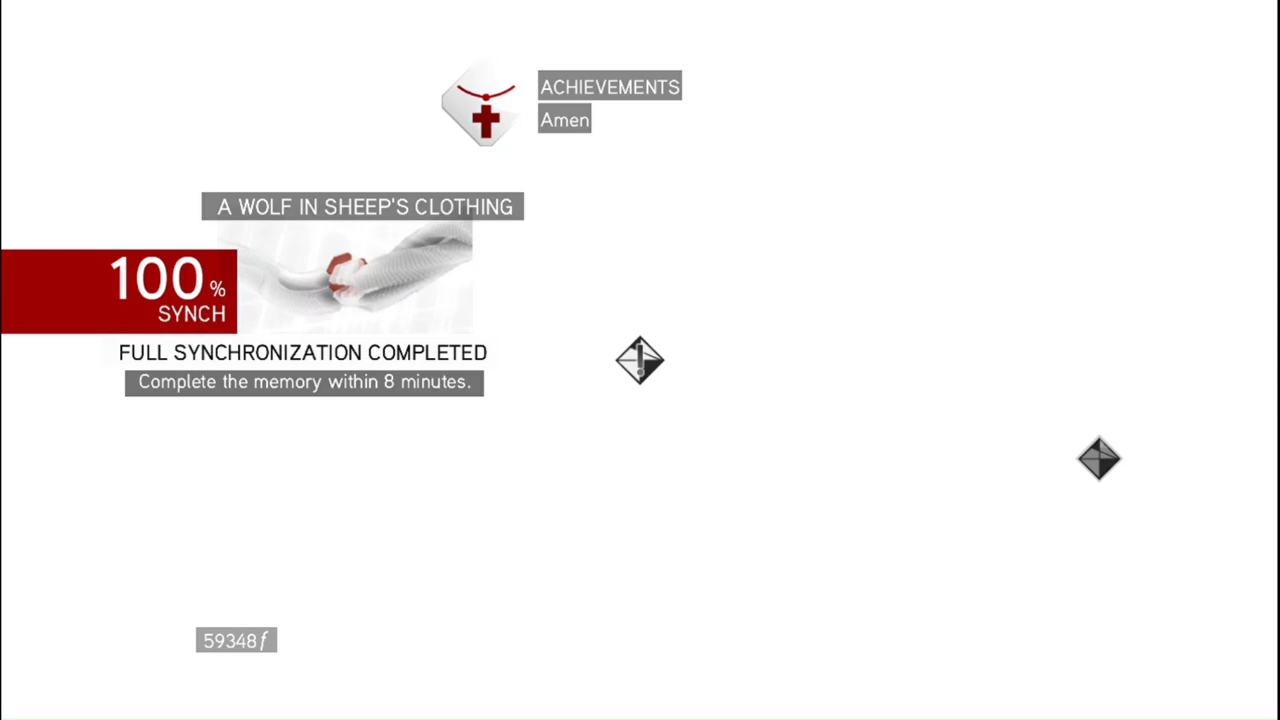 ACHIEVEMENTS
Amen
A WOLF IN SHEEP'S CLOTHING
100 %
SYNCH
FULL SYNCHRONIZATION COMPLETED
Complete the memory within 8 minutes.
59348ƒ